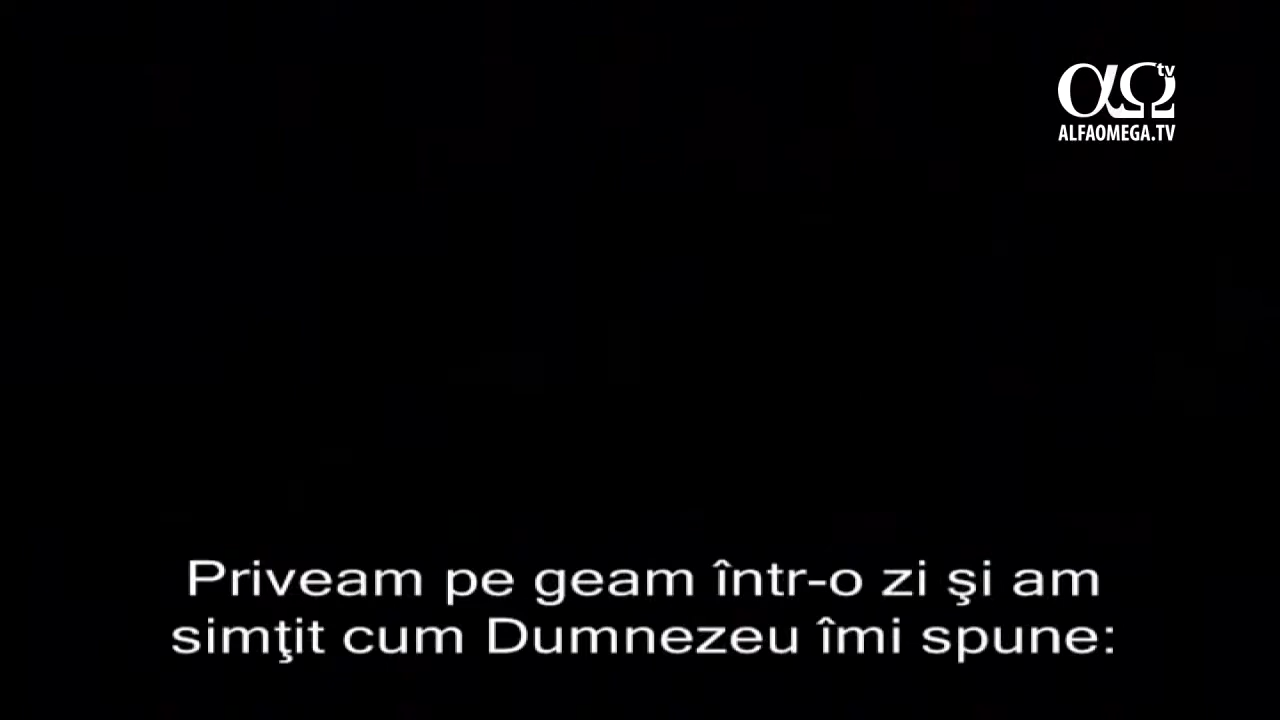 αΩ tv
ALFAOMEGA.TV
Priveam pe geam într-o zi şi am
simţit cum Dumnezeu îmi spune: